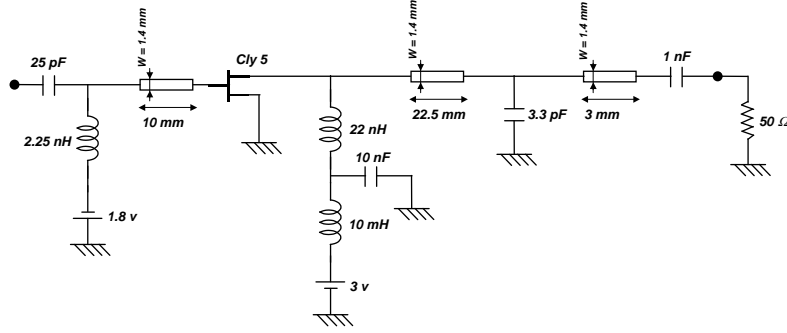 W = 1.4 mm
W = 1.4 mm
W = 1.4 mm
25 pF
Cly 5
1 nF
10 mm
22.5 mm
3.3 pF
3 mm
50 Ω
2.25 nH
22 nH
10 nF
1.8 v
10 mH
3 v